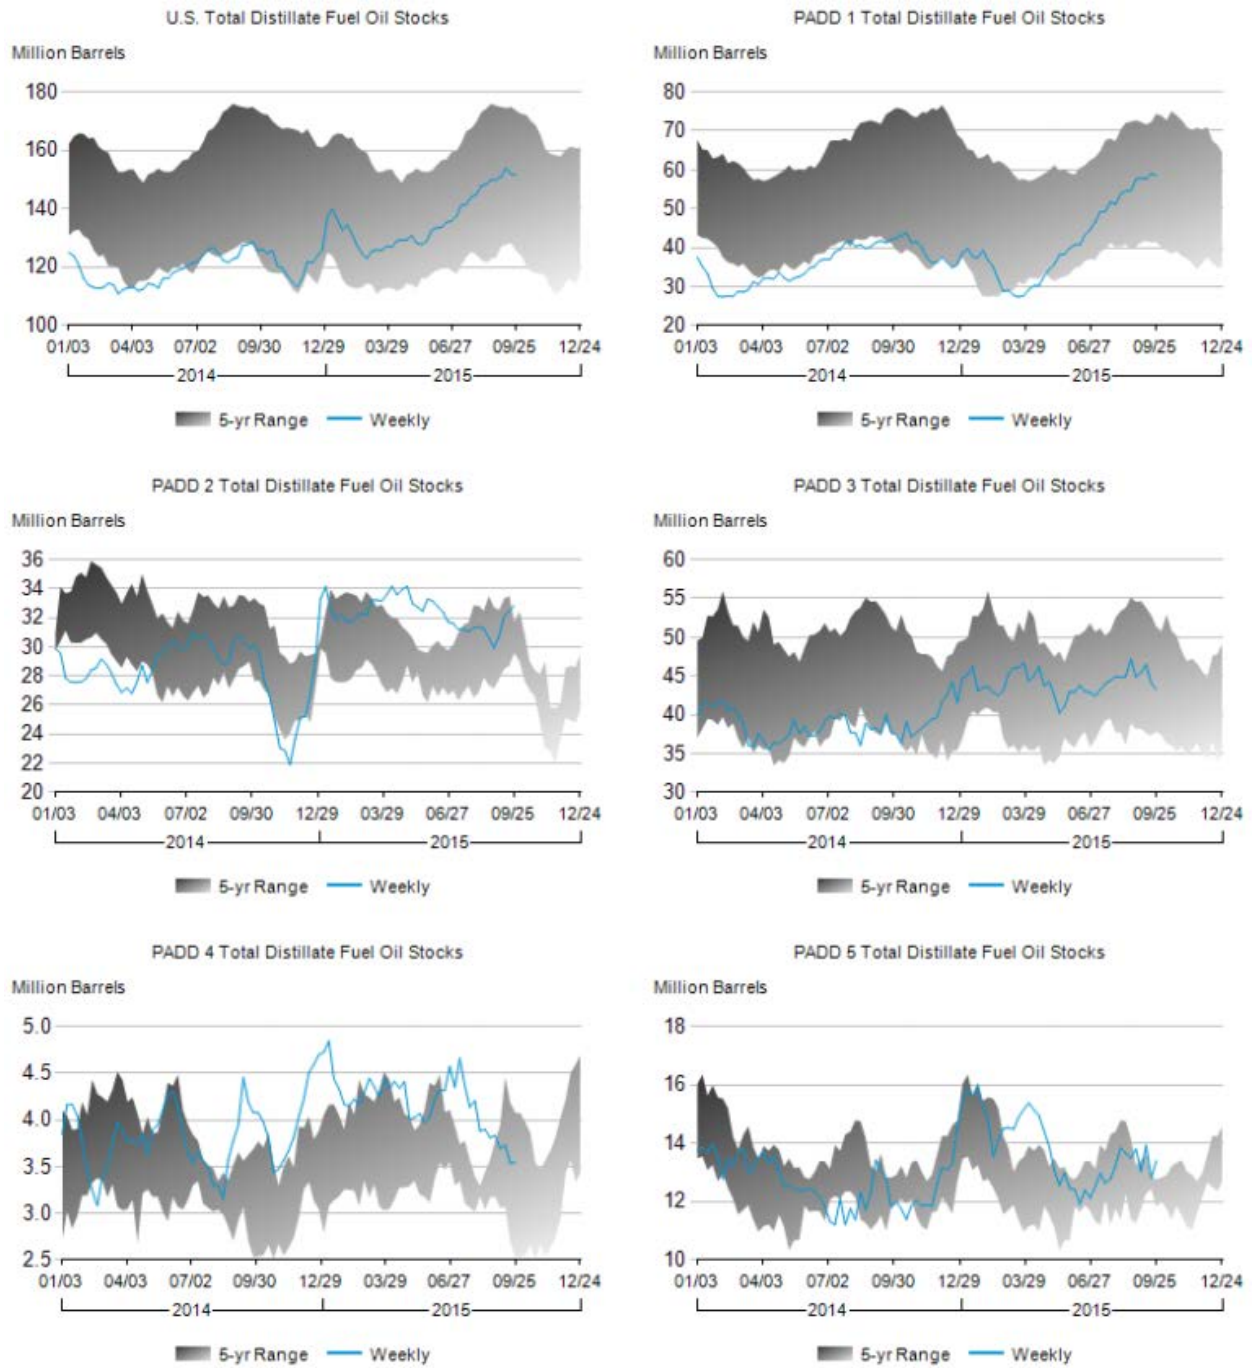 U.S. Total Distillate Fuel Oil Stocks
Million Barrels
180
160
140
120
100
01/03 04/03 07/02 09/30 12/29 03/29 06/27 09/25 12/24
2014 2015
5-yr Range Weekly
PADD 1 Total Distillate Fuel Oil Stocks
Million Barrels
80
70
60
50
40
30
20
01/03 04/03 07/02 09/30 12/29 03/29 06/27 09/25 12/24
2014 2015
5-yr Range Weekly
PADD 2 Total Distillate Fuel Oil Stocks
Million Barrels
36
34
32
30
28
26
24
22
20
01/03 04/03 07/02 09/30 12/29 03/29 06/27 09/25 12/24
2014 2015
5-yr Range Weekly
PADD 3 Total Distillate Fuel Oil Stocks
Million Barrels
60
55
50
45
40
35
30
01/03 04/03 07/02 09/30 12/29 03/29 06/27 09/25 12/24
2014 2015
5-yr Range Weekly
PADD 4 Total Distillate Fuel Oil Stocks
Million Barrels
5.0
4.5
4.0
3.5
3.0
2.5
01/03 04/03 07/02 09/30 12/29 03/29 06/27 09/25 12/24
2014 2015
5-yr Range Weekly
PADD 5 Total Distillate Fuel Oil Stocks
Million Barrels
18
16
14
12
10
01/03 04/03 07/02 09/30 12/29 03/29 06/27 09/25 12/24
2014 2015
5-yr Range Weekly